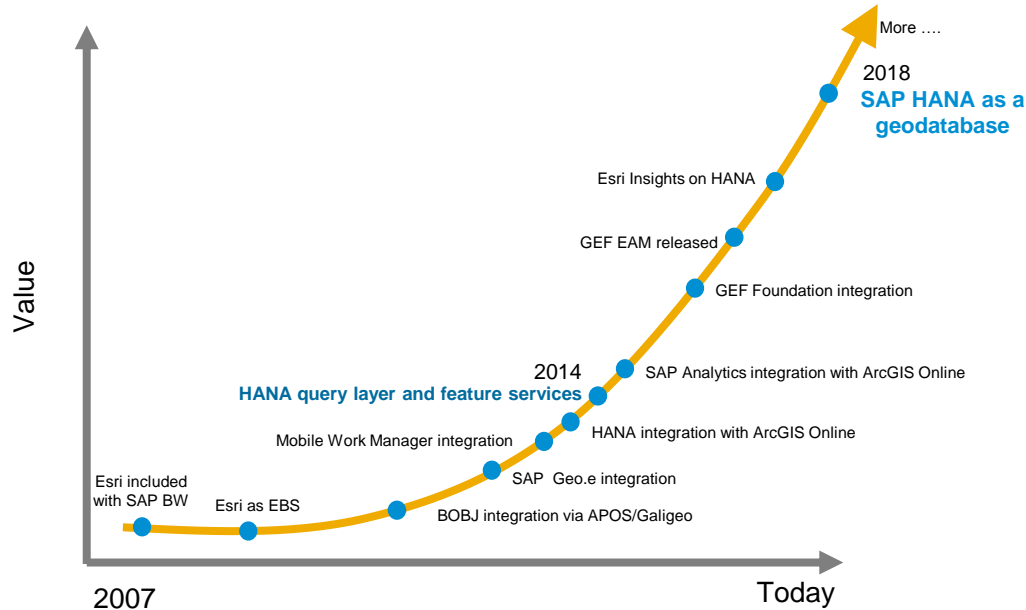 More ....
2018
SAP HANA as a
geodatabase
Esri Insights on HANA
GEF EAM released
GEF Foundation integration
2014
SAP Analytics integration with ArcGIS Online
HANA query layer and feature services
HANA integration with ArcGIS Online
Mobile Work Manager integration
SAP Geo.e integration
Esri included
with SAP BW
Esri as EBS
BOBJ integration via APOS/Galigeo
Value
2007
Today